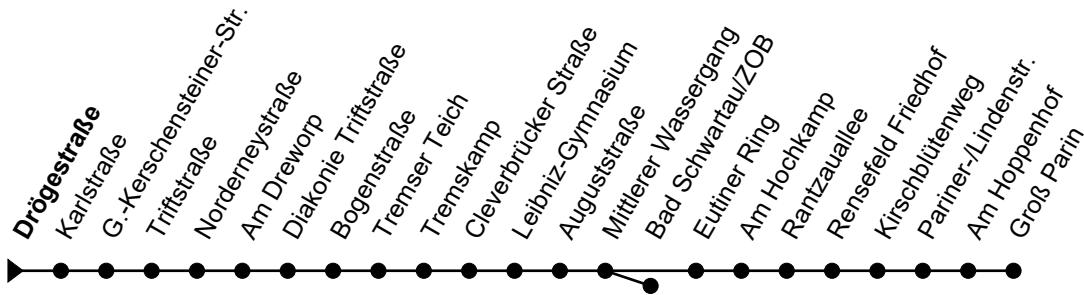 Drögestraße
Karlstraße
G.-Kerschensteiner-Str.
Triftstraße
Norderneystraße
Am Dreworp
Diakonie Triftstraße
Bogenstraße
Tremser Teich
Tremskamp
Cleverbrücker Straße
Leibniz-Gymnasium
Auguststraße
Mittlerer Wassergang
Bad Schwartau/ZOB
Eutiner Ring
Am Hochkamp
Rantzauallee
Rensefeld Friedhof
Kirschblütenweg
Pariner-/Lindenstr.
Am Hoppenhof
Groß Parin